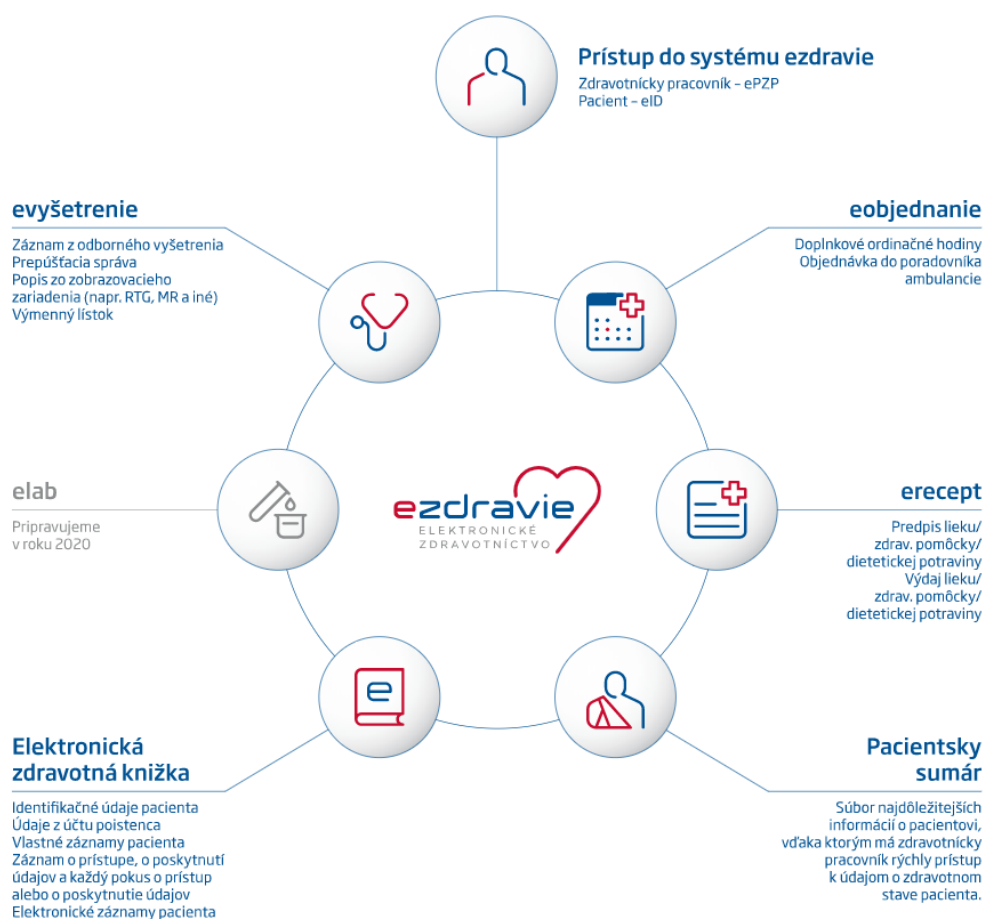 Prístup do systému ezdravie
Zdravotnícky pracovník – ePZP
Pacient – eID
evyšetrenie
Záznam z odborného vyšetrenia
Prepúšťacia správa
Popis zo zobrazovacieho
zariadenia (napr. RTG, MR a iné)
Výmenný lístok
eobjednanie
Doplnkové ordinačné hodiny
Objednávka do poradovníka
ambulancie
elab
Pripravujeme
v roku 2020
ezdravie
ELEKTRONICKÉ
ZDRAVOTNÍCTVO
erecept
Predpis lieku/
zdrav. pomôcky/
dietetickej potraviny
Výdaj lieku/
zdrav. pomôcky/
dietetickej potraviny
e
Elektronická
zdravotná knižka
Identifikačné údaje pacienta
Údaje z účtu poistenca
Vlastné záznamy pacienta
Záznam o prístupe, o poskytnutí
údajov a každý pokus o prístup
alebo o poskytnutie údajov
Elektronické záznamy pacienta
Pacientsky
sumár
Súbor najdôležitejších
informácií o pacientovi,
vďaka ktorým má zdravotnícky
pracovník rýchly prístup
k údajom o zdravotnom
stave pacienta.